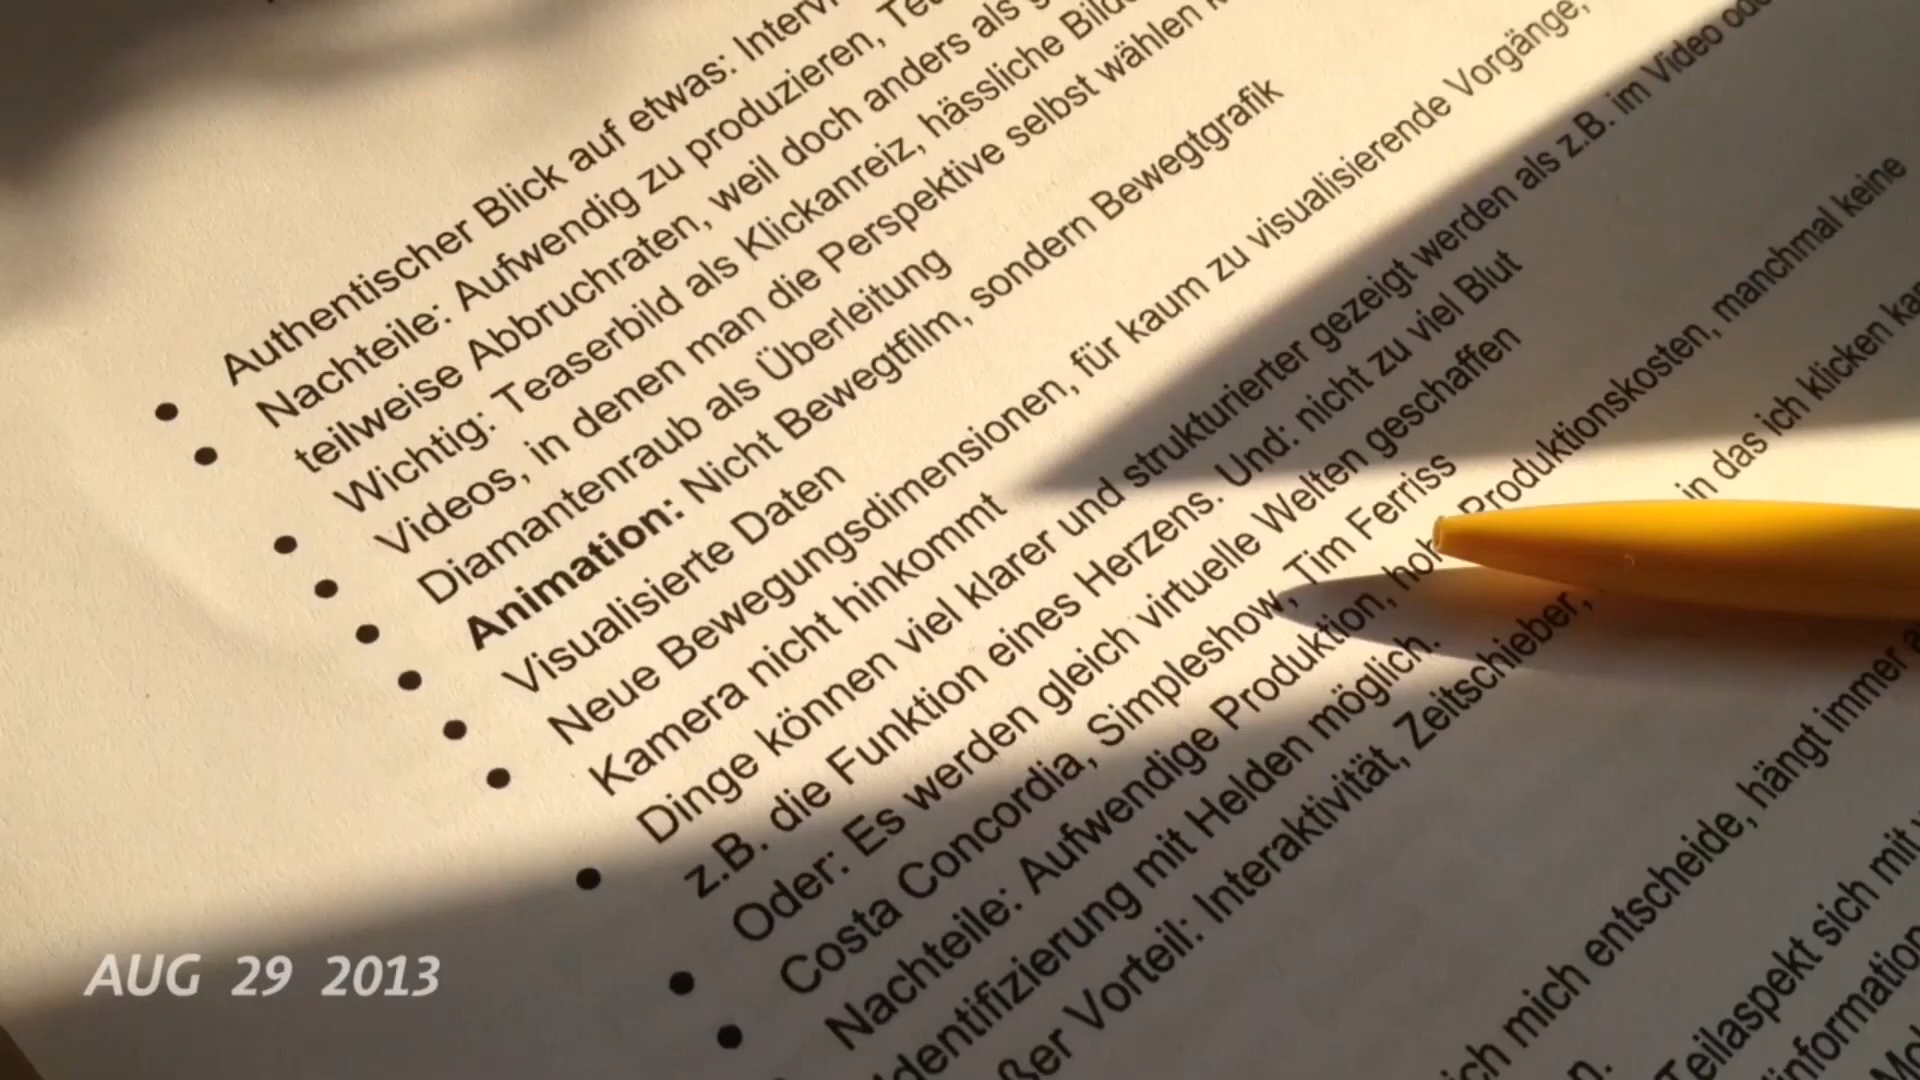 Authentischer Blick auf etwas:
Nachteile: Aufwendig zu produzieren,
teilweise Abbruchraten, weil doch anders als
Wichtig: Teaserbild als Klickanreiz, hässliche
Videos, in denen man die Perspektive selbst wählen
Diamantenraub als Überleitung
Animation: Nicht Bewegtfilm, sondern Bewegtgrafik
Visualisierte Daten
Neue Bewegungsdimensionen, für kaum zu visualisierende Vorgänge,
Kamera nicht hinkommt
Dinge können viel klarer und strukturierter gezeigt werden als z.B. im Video
z.B. die Funktion eines Herzens. Und: nicht zu viel Blut
Oder: Es werden gleich virtuelle Welten geschaffen
Costa Concordia, Simpleshow, Tim Ferriss
Nachteile: Aufwendige Produktion, Produktionskosten, manchmal keine
Identifizierung mit Helden möglich.
Vorteil: Interaktivität, Zeitschieber, in das ich klicken
ich mich entscheide, hängt immer
Teilaspekt sich mit
AUG 29 2013